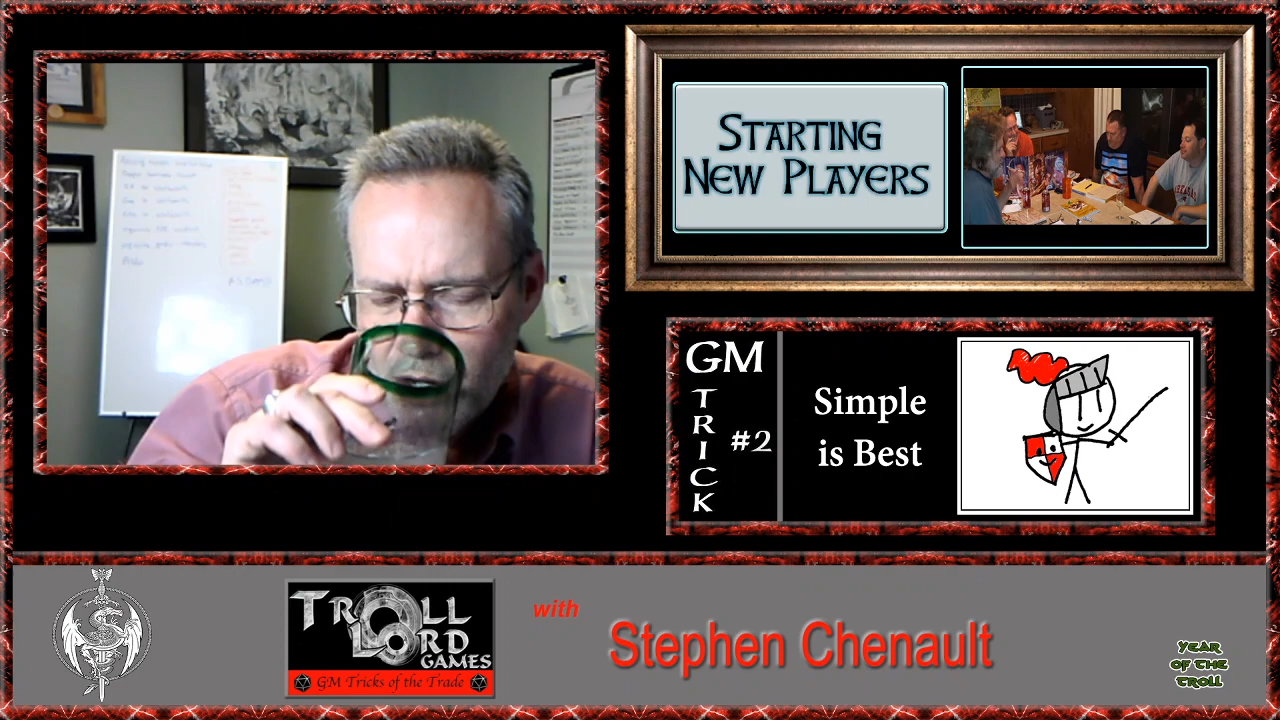 STARTING
NEW PLAYERS
GM
TRICK
#2
Simple
is Best
TROLL
LORD
GAMES
GM Tricks of the Trade
with
Stephen Chenault
YEAR
OF THE
TROLL